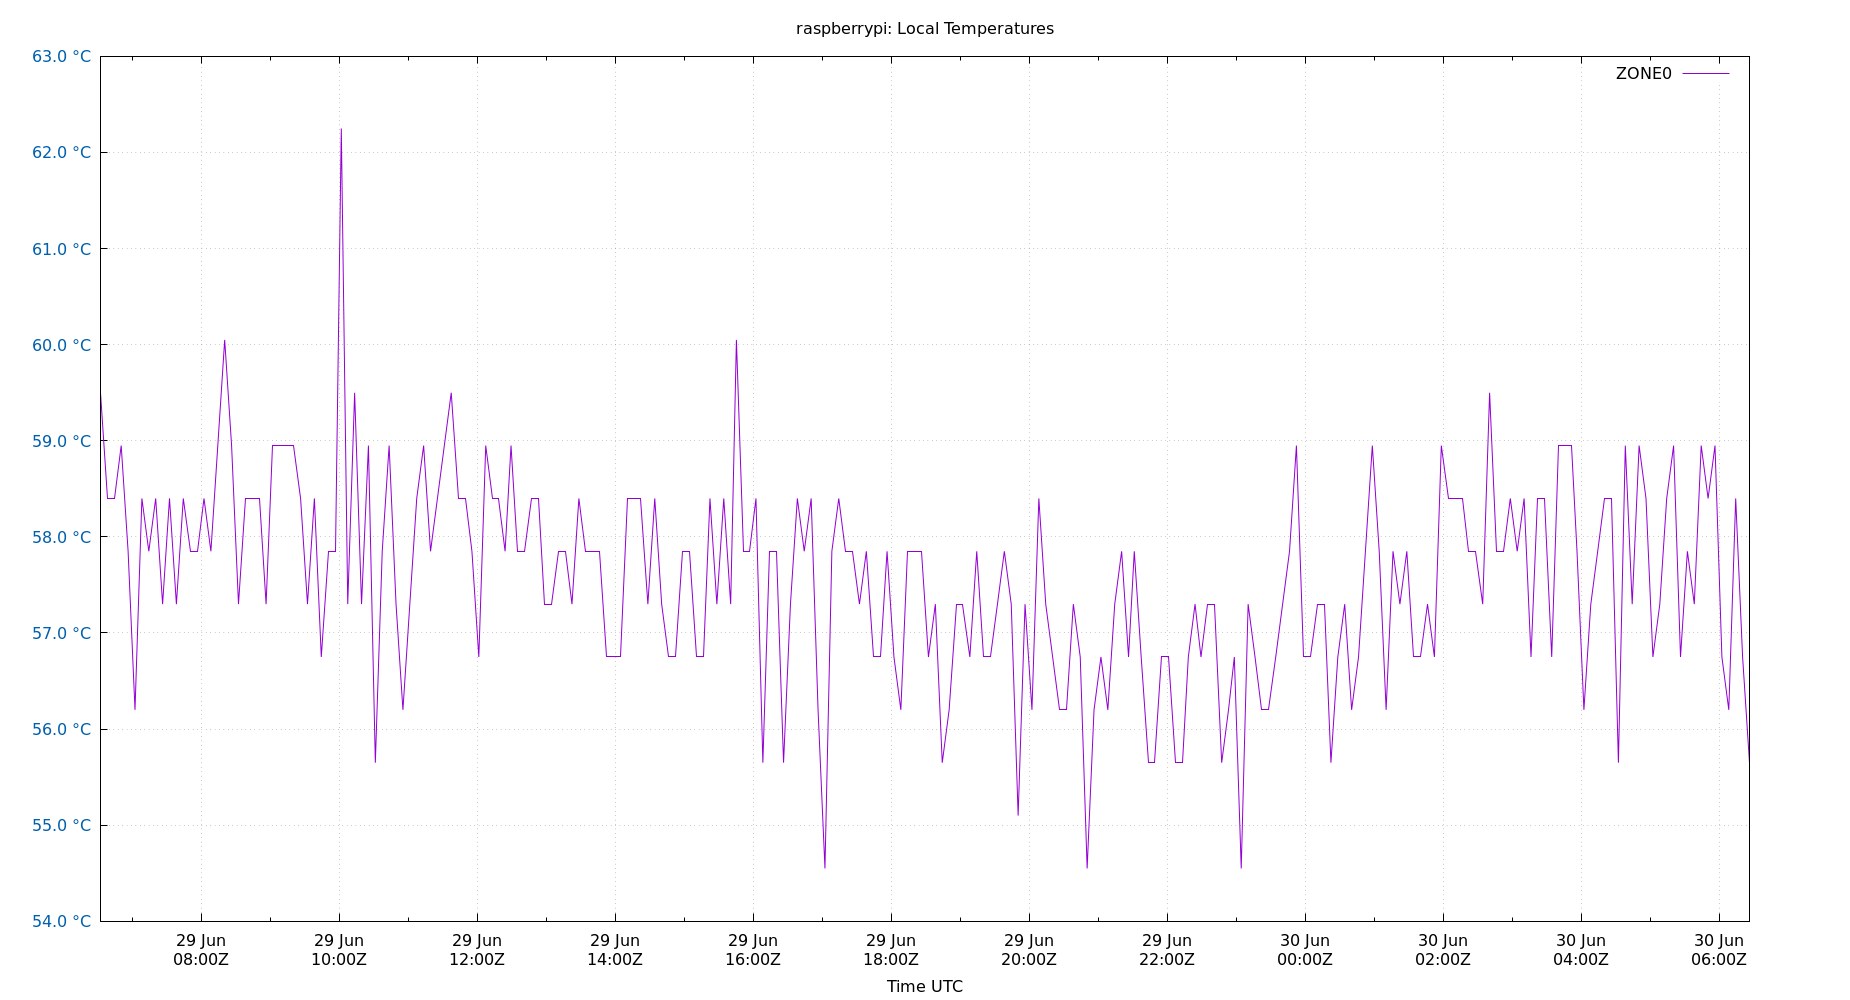 raspberrypi: Local Temperatures
63.0 °C
ZONE0
62.0 °C
61.0 °C
60.0 °C
59.0 °C
58.0 °C
57.0 °C
56.0 °C
55.0 °C
54.0 °C
29 Jun 29 Jun 29 Jun 29 Jun 29 Jun 29 Jun 29 Jun 29 Jun 30 Jun 30 Jun 30 Jun 30 Jun
08:00Z 10:00Z 12:00Z 14:00Z 16:00Z 18:00Z 20:00Z 22:00Z 00:00Z 02:00Z 04:00Z 06:00Z
Time UTC